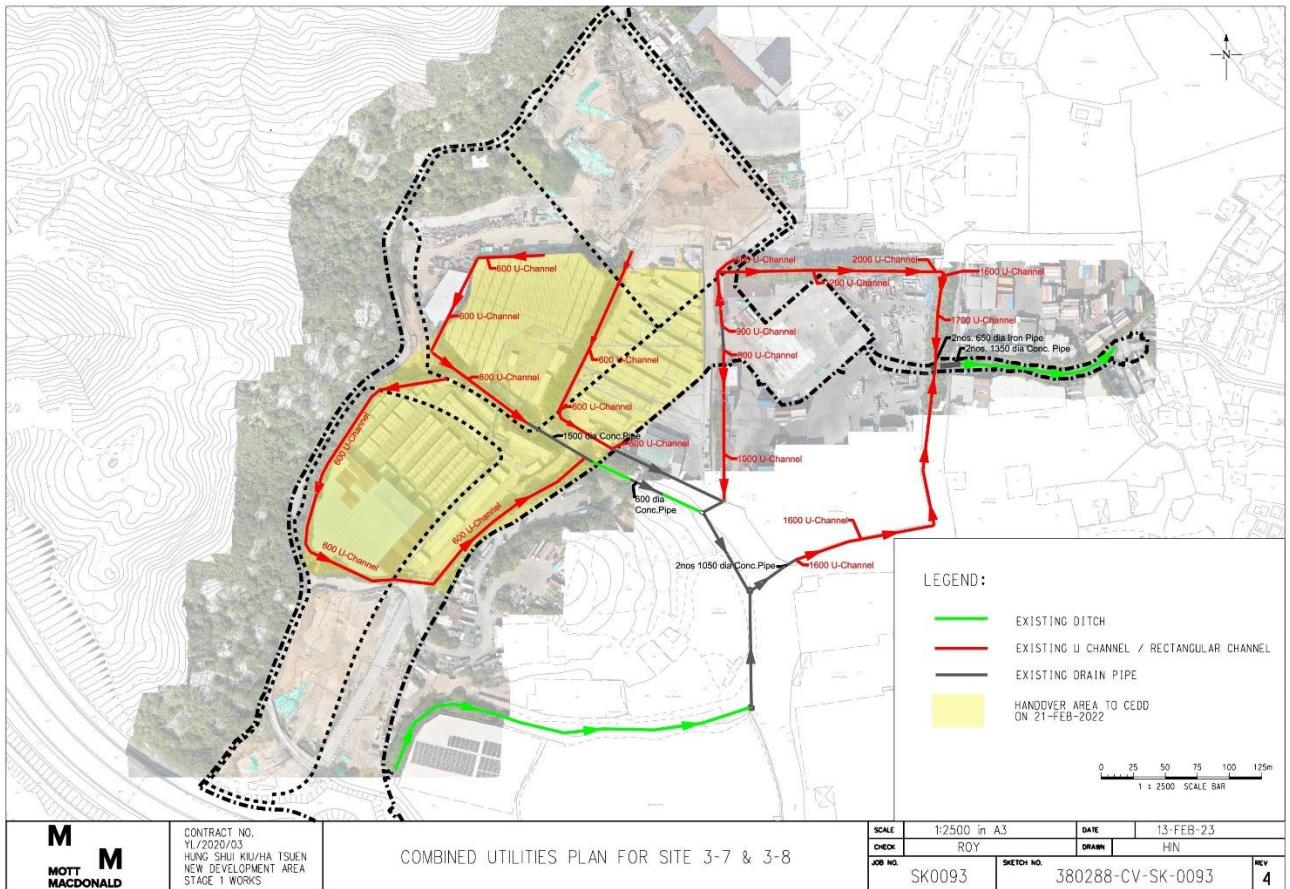 N
600 U-Channel
2000 U-Channel
1600 U-Channel
600 U-Channel
900 U-Channel
1700 U-Channel
800 U-Channel
2nos. 650 dia Iron Pipe
2nos. 1350 dia Conc. Pipe
600 U-Channel
800 U-Channel
600 U-Channel
1500 dia Conc.Pipe
600 U-Channel
600 U-Channel
1000 U-Channel
600 dia
Conc.Pipe
600 U-Channel
600 U-Channel
1600 U-Channel
2nos 1050 dia Conc.Pipe
1600 U-Channel
LEGEND:
EXISTING DITCH
EXISTING U CHANNEL / RECTANGULAR CHANNEL
EXISTING DRAIN PIPE
HANDOVER AREA TO CEDD
ON 21-FEB-2022
0 25 50 75 100 125m
1 : 2500 SCALE BAR
M
M
MOTT
MACDONALD
CONTRACT NO.
YL/2020/03
HUNG SHUI KIU/HA TSUEN
NEW DEVELOPMENT AREA
STAGE 1 WORKS
COMBINED UTILITIES PLAN FOR SITE 3-7 & 3-8
SCALE 1:2500 in A3 DATE 13-FEB-23
CHECK ROY DRAWN HIN
JOB NO. SK0093 SKETCH NO. 380288-CV-SK-0093 REV 4